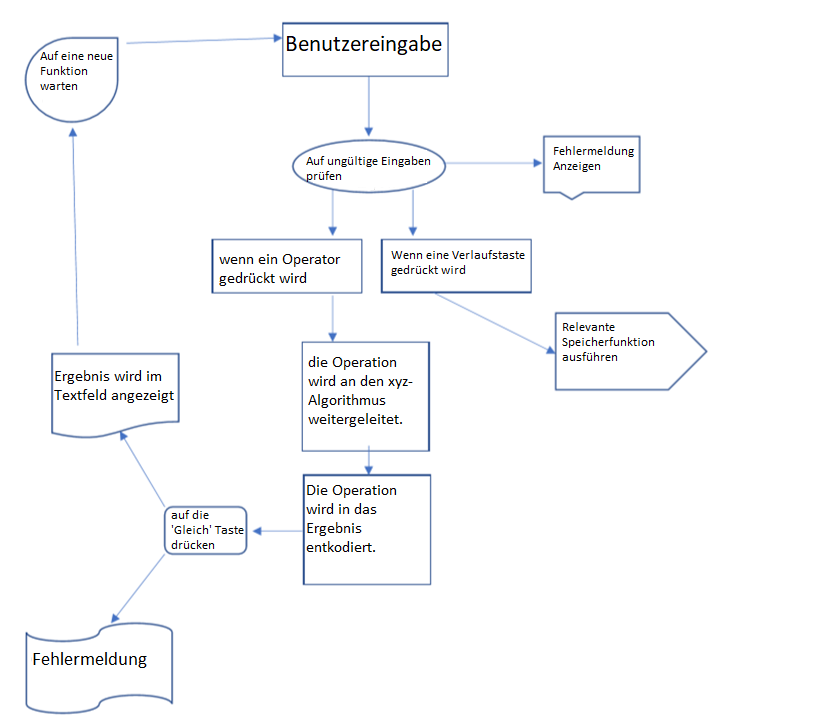 Benutzereingabe
Auf eine neue
Funktion
warten
Auf ungültige Eingaben
prüfen
Fehlermeldung
Anzeigen
wenn ein Operator
gedrückt wird
Wenn eine Verlaufstaste
gedrückt wird
Relevante
Speicherfunktion
ausführen
die Operation
wird an den xyz-
Algorithmus
weitergeleitet.
Ergebnis wird im
Textfeld angezeigt
Die Operation
wird in das
Ergebnis
entkodiert.
auf die
'Gleich' Taste
drücken
Fehlermeldung